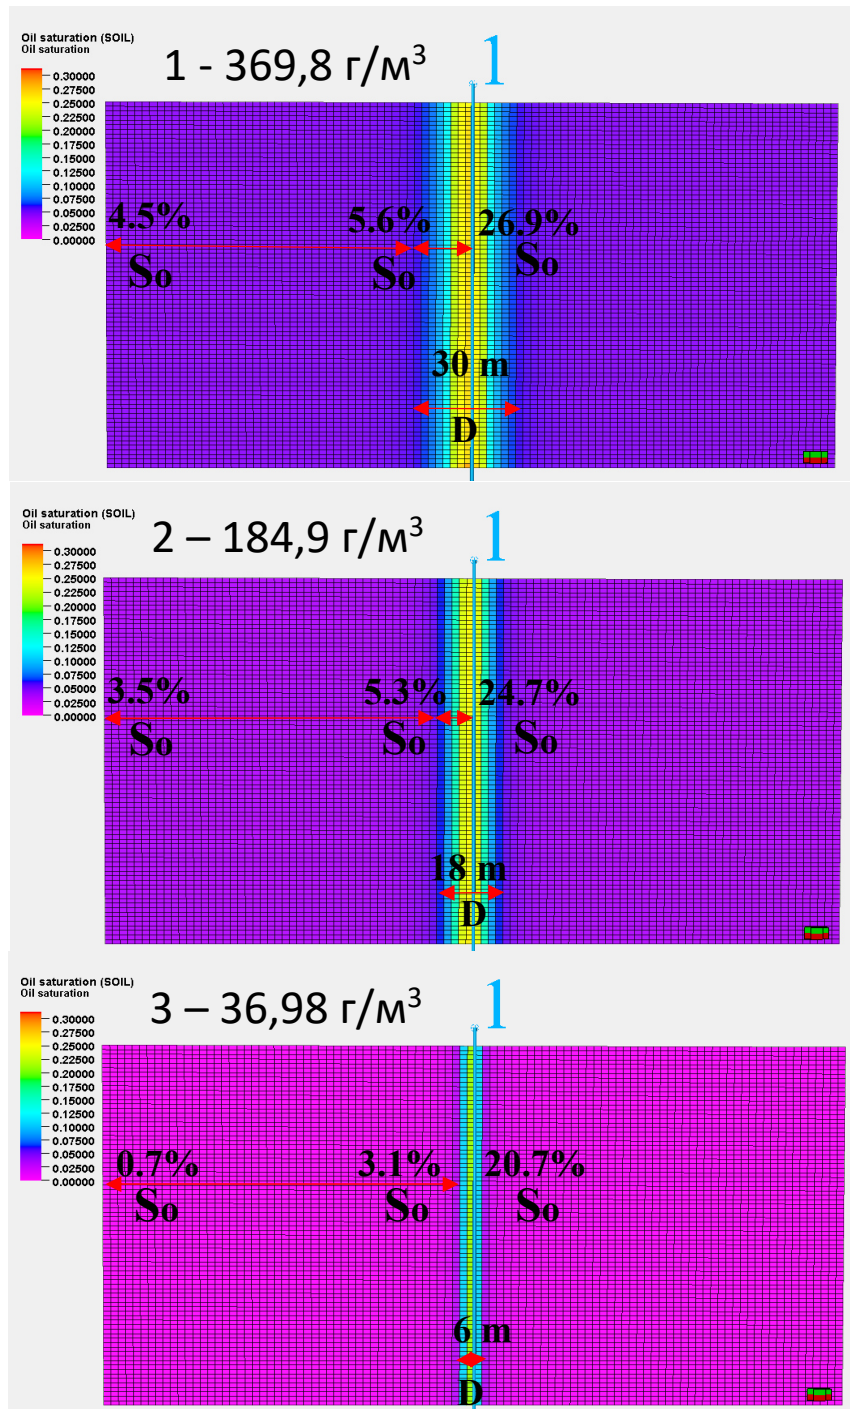 Oil saturation (SOIL)
Oil saturation
1 - 369,8 г/м³
1
0.30000
0.27500
0.25000
0.22500
0.20000
0.17500
0.15000
0.12500
0.10000
0.07500
0.05000
0.02500
0.00000
4.5% 5.6% 26.9%
So So So
30 m
D
Oil saturation (SOIL)
Oil saturation
2 – 184,9 г/м³
1
0.30000
0.27500
0.25000
0.22500
0.20000
0.17500
0.15000
0.12500
0.10000
0.07500
0.05000
0.02500
0.00000
3.5% 5.3% 24.7%
So So So
18 m
D
Oil saturation (SOIL)
Oil saturation
3 – 36,98 г/м³
1
0.30000
0.27500
0.25000
0.22500
0.20000
0.17500
0.15000
0.12500
0.10000
0.07500
0.05000
0.02500
0.00000
0.7% 3.1% 20.7%
So So So
6 m
D